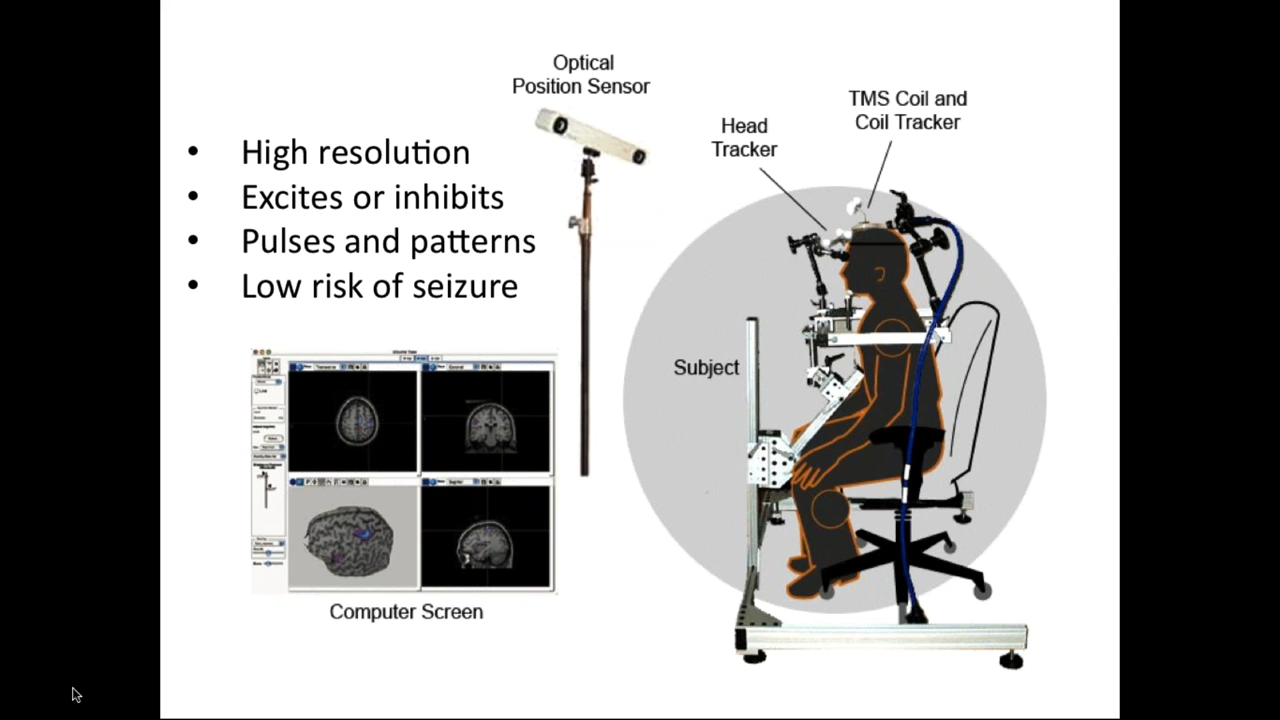 Optical
Position Sensor
TMS Coil and
Coil Tracker
Head
Tracker
• High resolution
• Excites or inhibits
• Pulses and patterns
• Low risk of seizure
Subject
Computer Screen